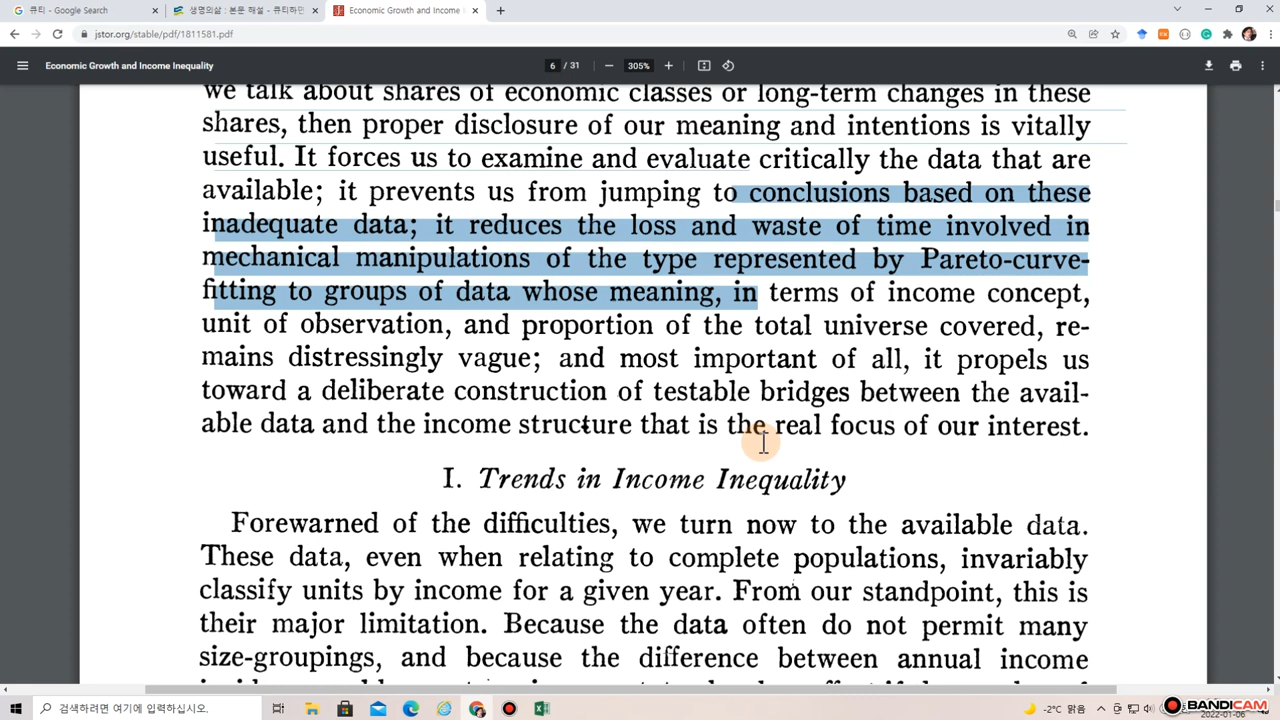 큐티 - Google Search
생명의삶 : 본문 해설 - 큐티하면
Economic Growth and Income I
jstor.org/stable/pdf/1811581.pdf
Economic Growth and Income Inequality
6 / 31
305%
we talk about shares of economic classes or long-term changes in these
shares, then proper disclosure of our meaning and intentions is vitally
useful. It forces us to examine and evaluate critically the data that are
available; it prevents us from jumping to conclusions based on these
inadequate data; it reduces the loss and waste of time involved in
mechanical manipulations of the type represented by Pareto-curve-
fitting to groups of data whose meaning, in terms of income concept,
unit of observation, and proportion of the total universe covered, re-
mains distressingly vague; and most important of all, it propels us
toward a deliberate construction of testable bridges between the avail-
able data and the income structure that is the real focus of our interest.
I. Trends in Income Inequality
Forewarned of the difficulties, we turn now to the available data.
These data, even when relating to complete populations, invariably
classify units by income for a given year. From our standpoint, this is
their major limitation. Because the data often do not permit many
size-groupings, and because the difference between annual income
검색하려면 여기에 입력하십시오.
-2°C 맑음
BANDICAM
2022-01-06